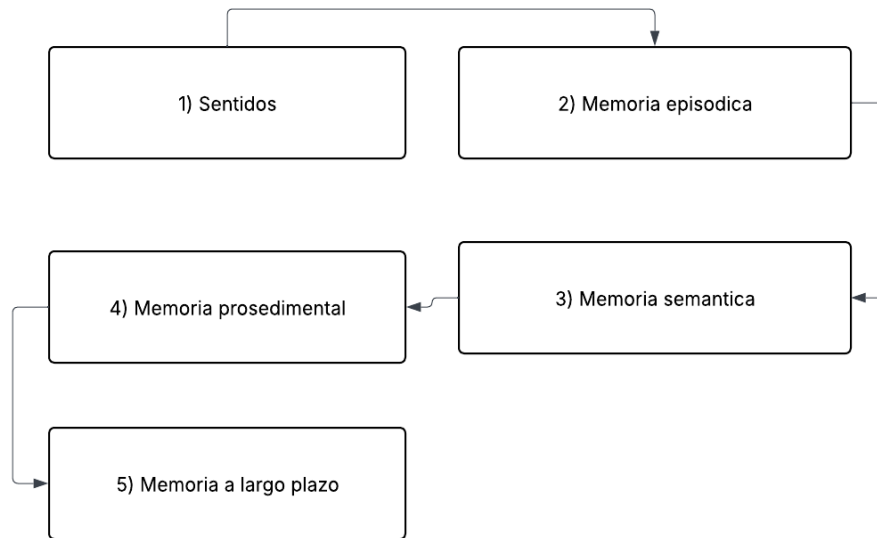 1) Sentidos
2) Memoria episodica
3) Memoria semantica
4) Memoria prosedimental
5) Memoria a largo plazo